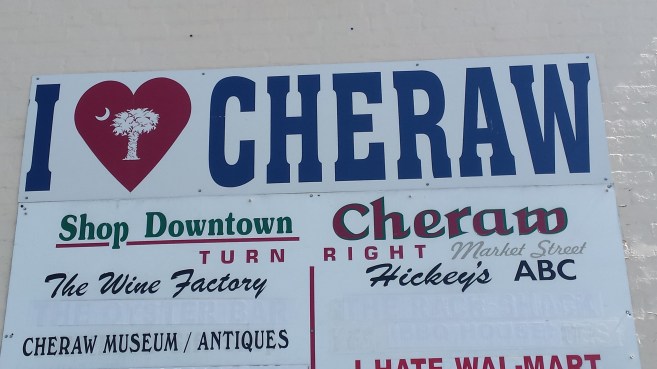 I CHERAW
Shop Downtown Cheraw
Market Street
TURN RIGHT
The Wine Factory
Hickey's ABC
CHERAW MUSEUM / ANTIQUES
I HATE WAL-MART